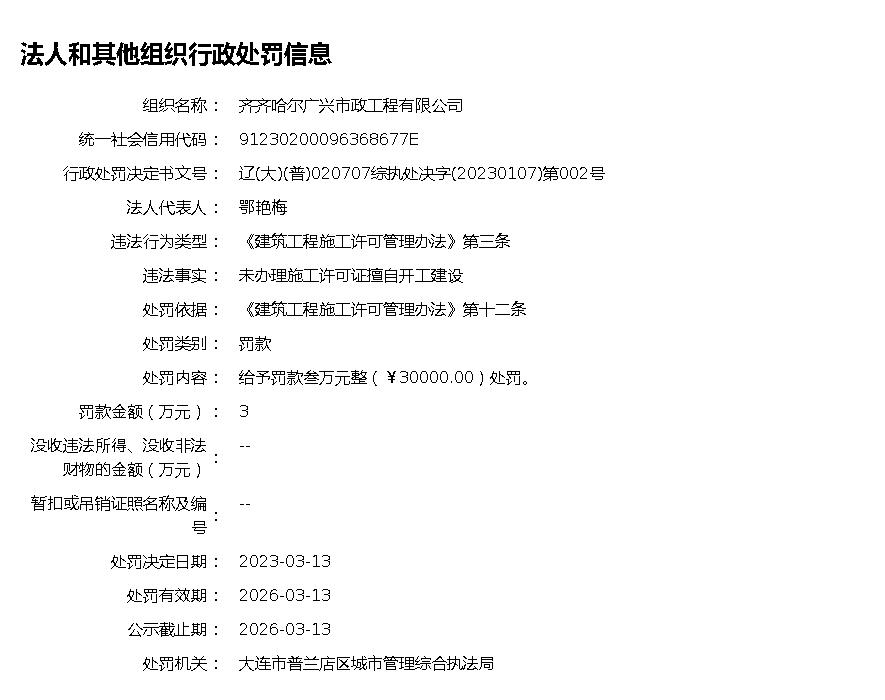 法人和其他组织行政处罚信息
组织名称： 齐齐哈尔广兴市政工程有限公司
统一社会信用代码： 91230200096368677E
行政处罚决定书文号： 辽(大)(普)020707综执处决字(20230107)第002号
法人代表人： 鄂艳梅
违法行为类型： 《建筑工程施工许可管理办法》第三条
违法事实： 未办理施工许可证擅自开工建设
处罚依据： 《建筑工程施工许可管理办法》第十二条
处罚类别： 罚款
处罚内容： 给予罚款叁万元整（￥30000.00）处罚。
罚款金额（万元）： 3
没收违法所得、没收非法
财物的金额（万元）： --
暂扣或吊销证照名称及编
号： --
处罚决定日期： 2023-03-13
处罚有效期： 2026-03-13
公示截止期： 2026-03-13
处罚机关： 大连市普兰店区城市管理综合执法局